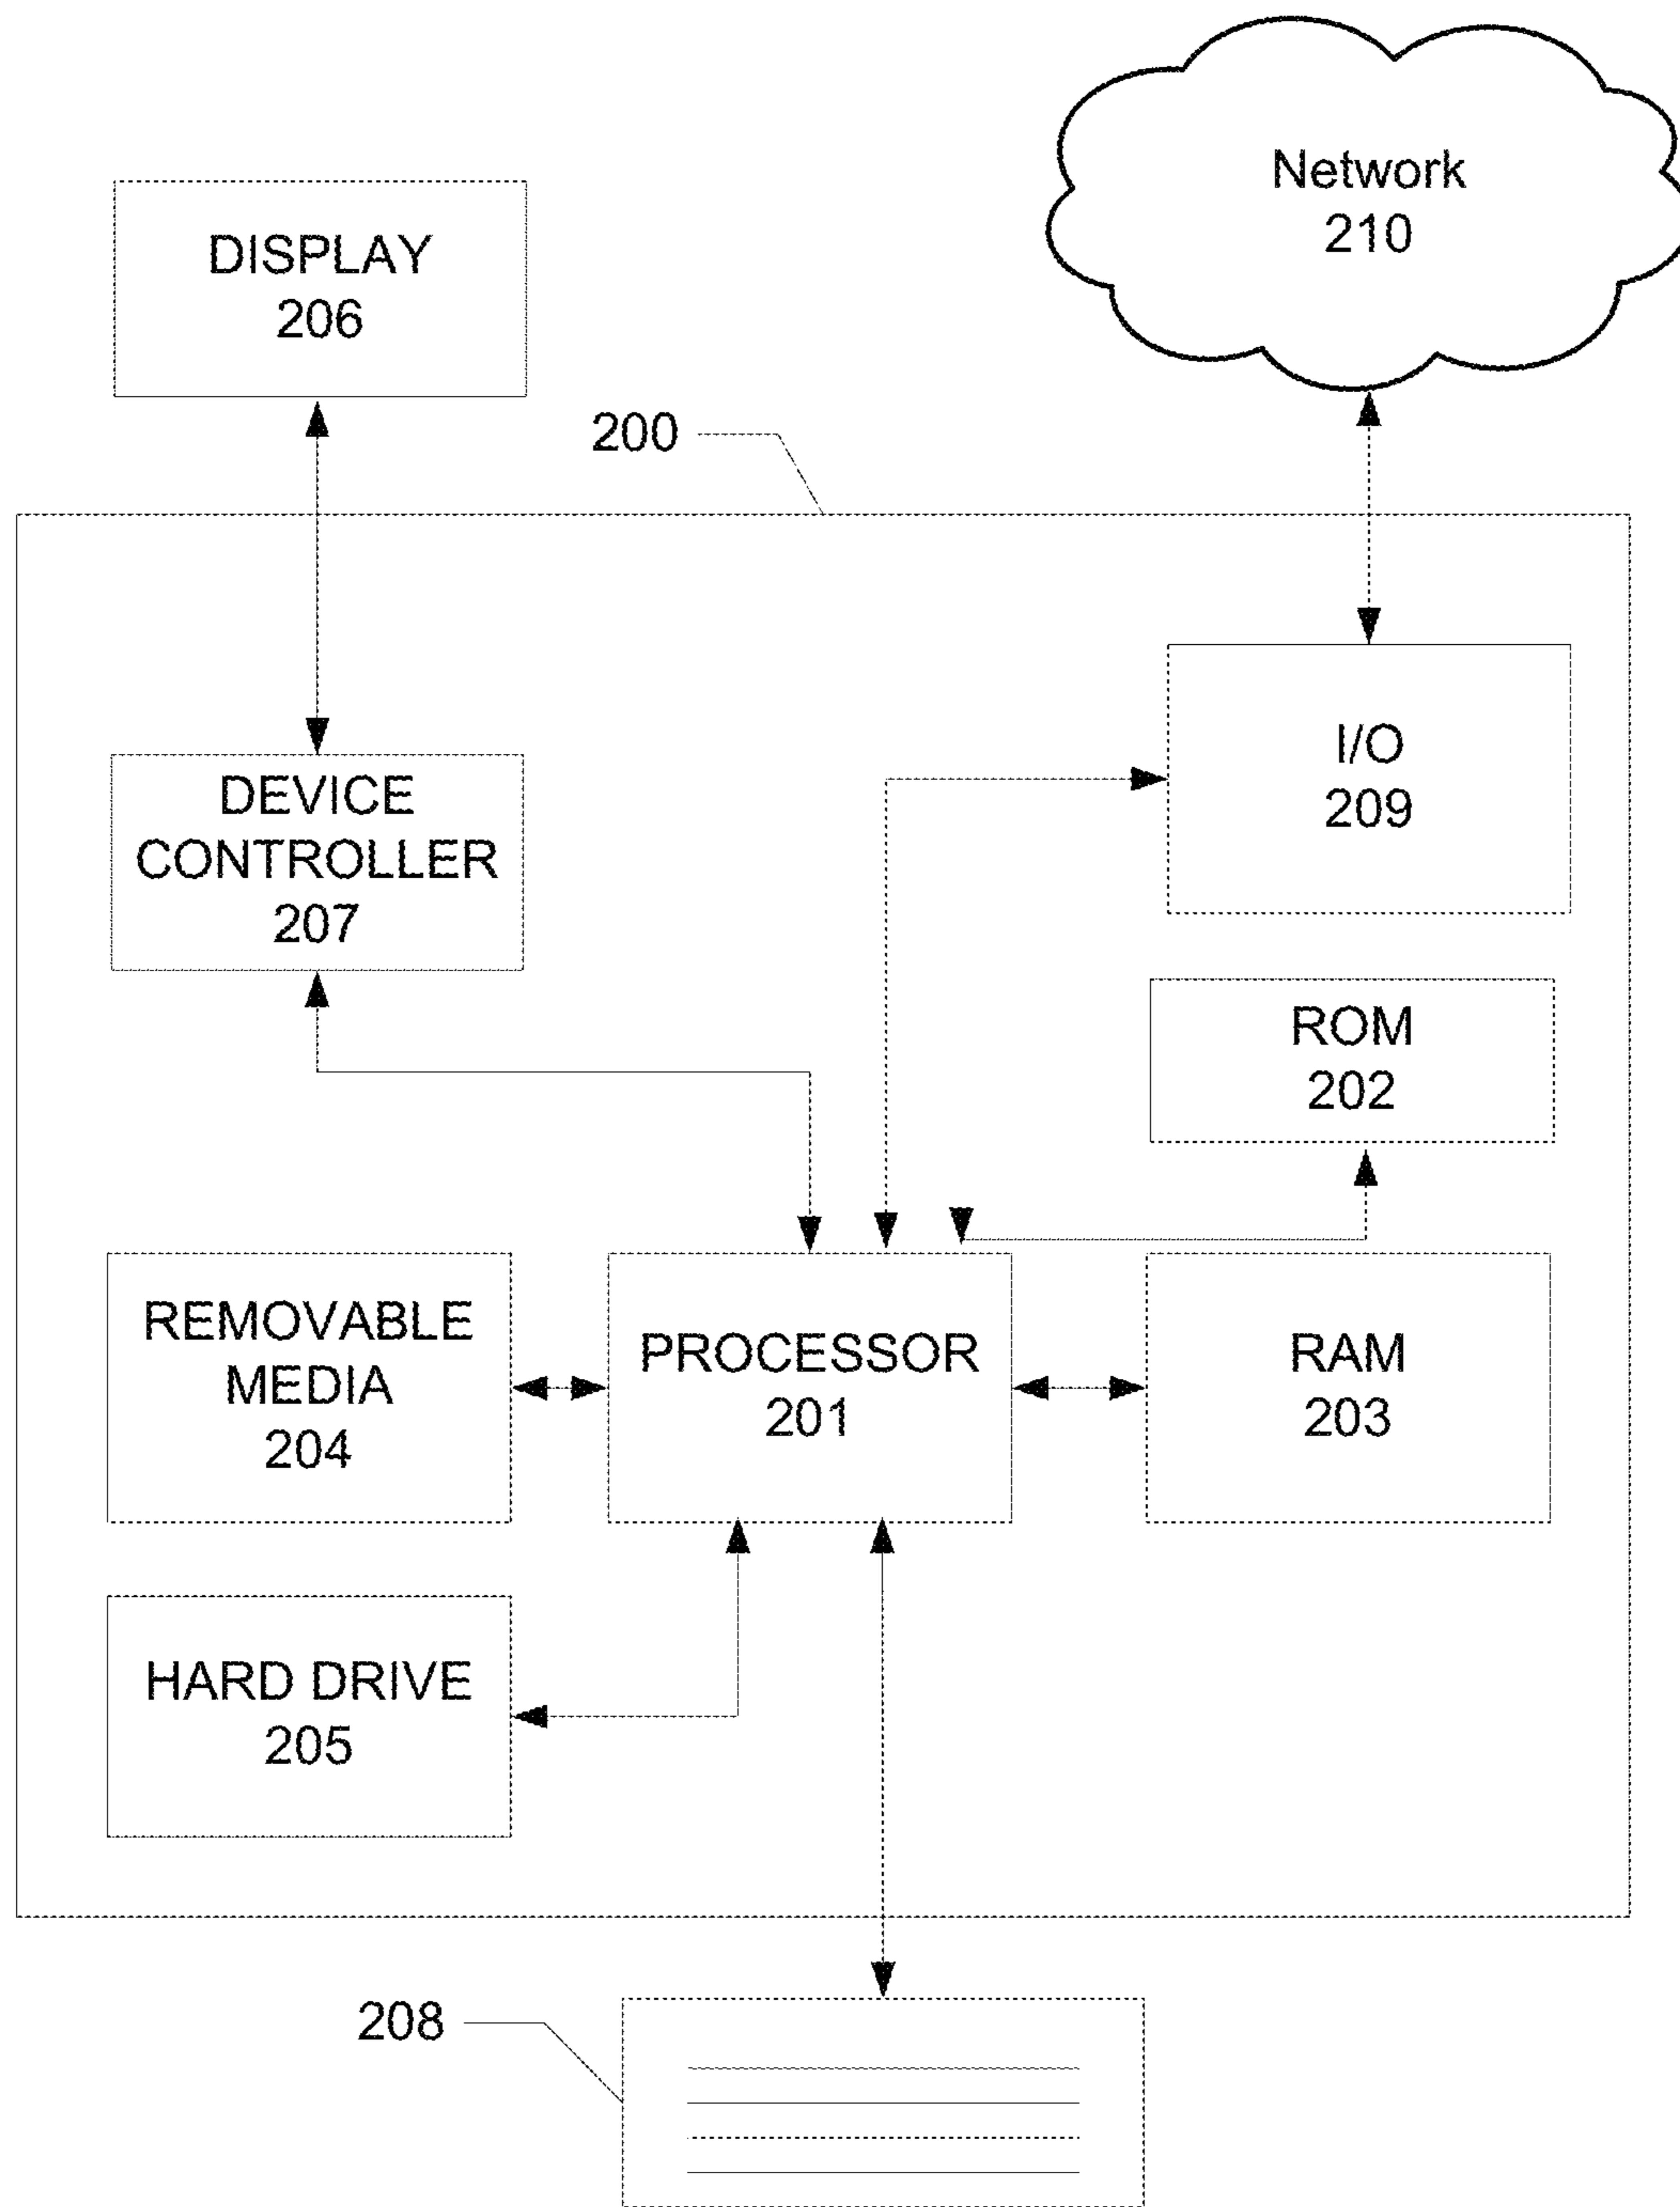 Network
210
DISPLAY
206
200
I/O
209
DEVICE
CONTROLLER
207
ROM
202
REMOVABLE
MEDIA
204
PROCESSOR
201
RAM
203
HARD DRIVE
205
208